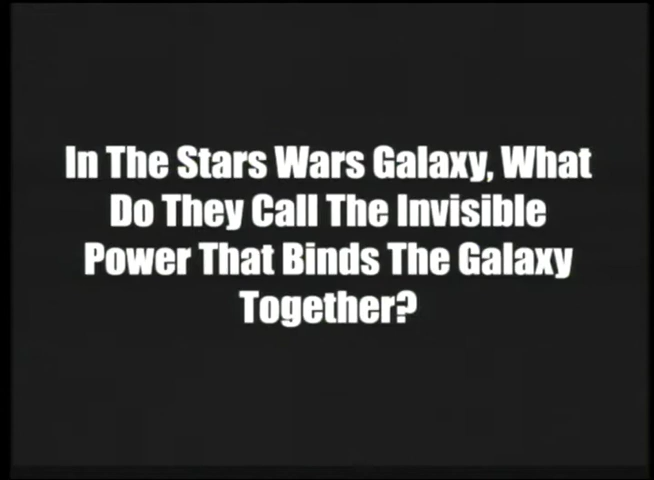 In The Stars Wars Galaxy, What
Do They Call The Invisible
Power That Binds The Galaxy
Together?